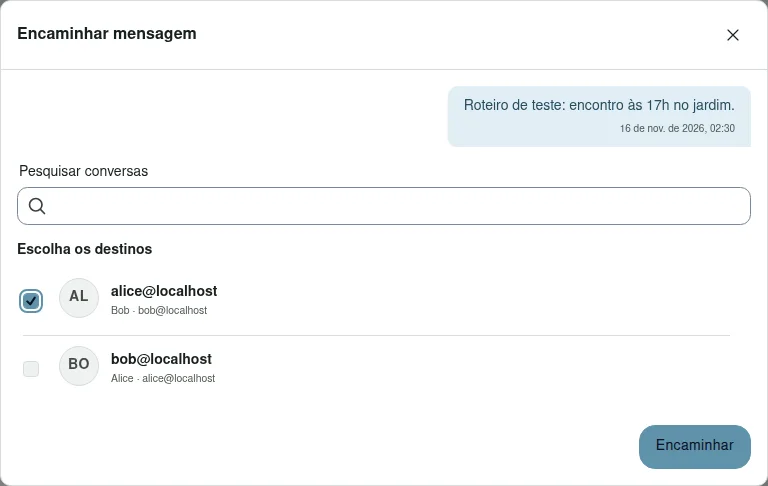 Encaminhar mensagem
Roteiro de teste: encontro às 17h no jardim.
16 de nov. de 2026, 02:30
Pesquisar conversas
Escolha os destinos
AL
alice@localhost
Bob · bob@localhost
BO
bob@localhost
Alice · alice@localhost
Encaminhar